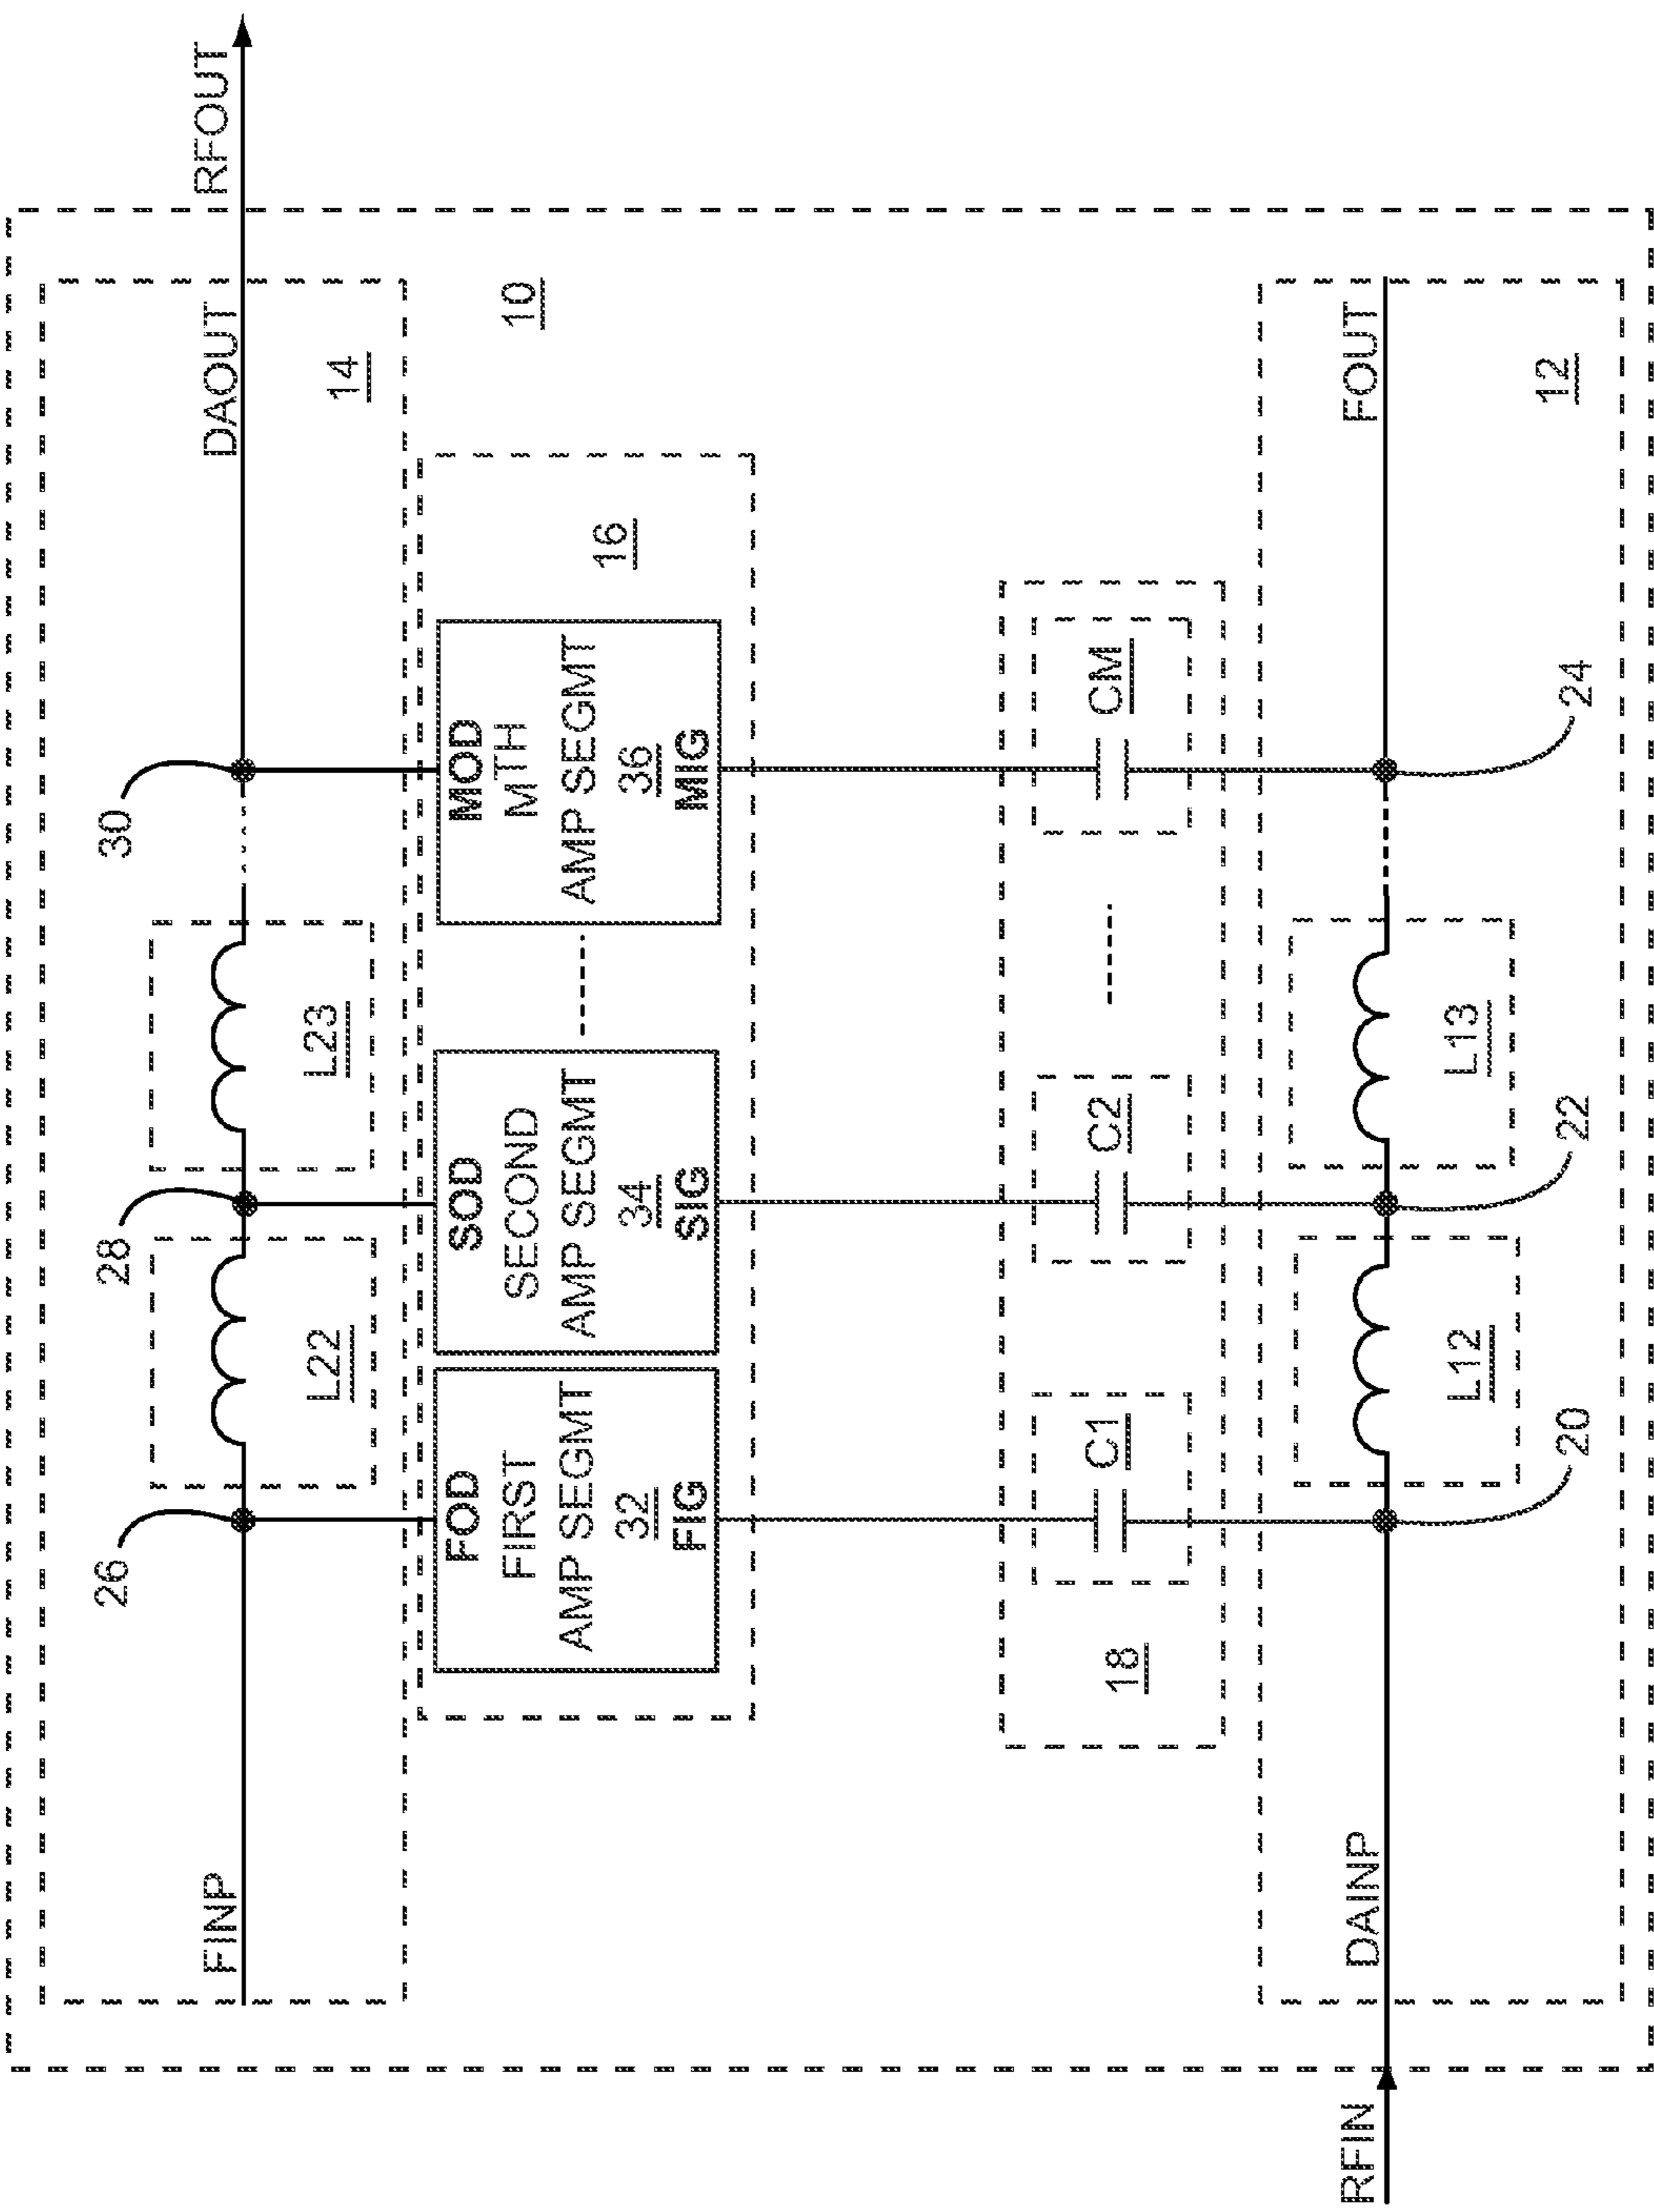 RFOUT
DAOUT
FINP
14
30
28
26
L23
L22
10
16
MOD
MTH
AMP SEGMT
36
MIG
SOD
SECOND
AMP SEGMT
34
SIG
FOD
FIRST
AMP SEGMT
32
FIG
CM
C2
C1
18
RFIN
DAINP
FOUT
L12
L13
12
20
22
24